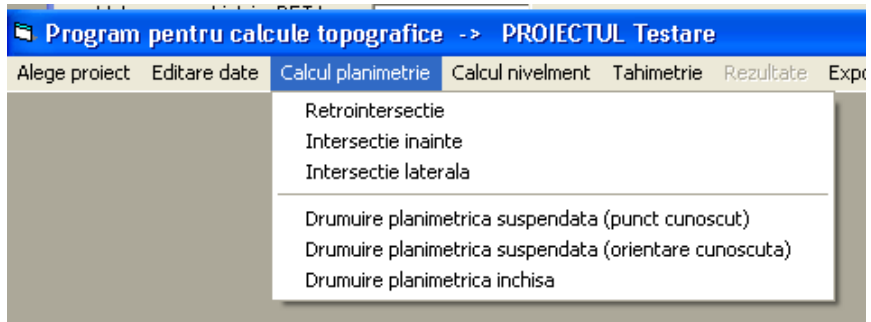 Program pentru calcule topografice -> PROIECTUL Testare
Alege proiect Editare date Calcul planimetrie Calcul nivelment Tahimetrie Rezultate
Retrointersectie
Intersectie inainte
Intersectie laterala
Drumuire planimetrica suspendata (punct cunoscut)
Drumuire planimetrica suspendata (orientare cunoscuta)
Drumuire planimetrica inchisa